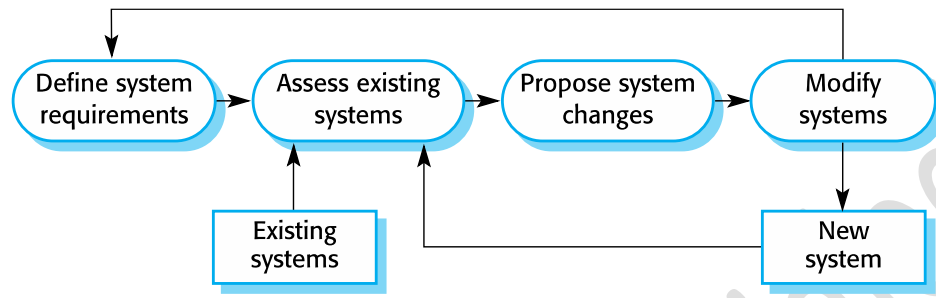 Define system
requirements
Assess existing
systems
Propose system
changes
Modify
systems
Existing
systems
New
system